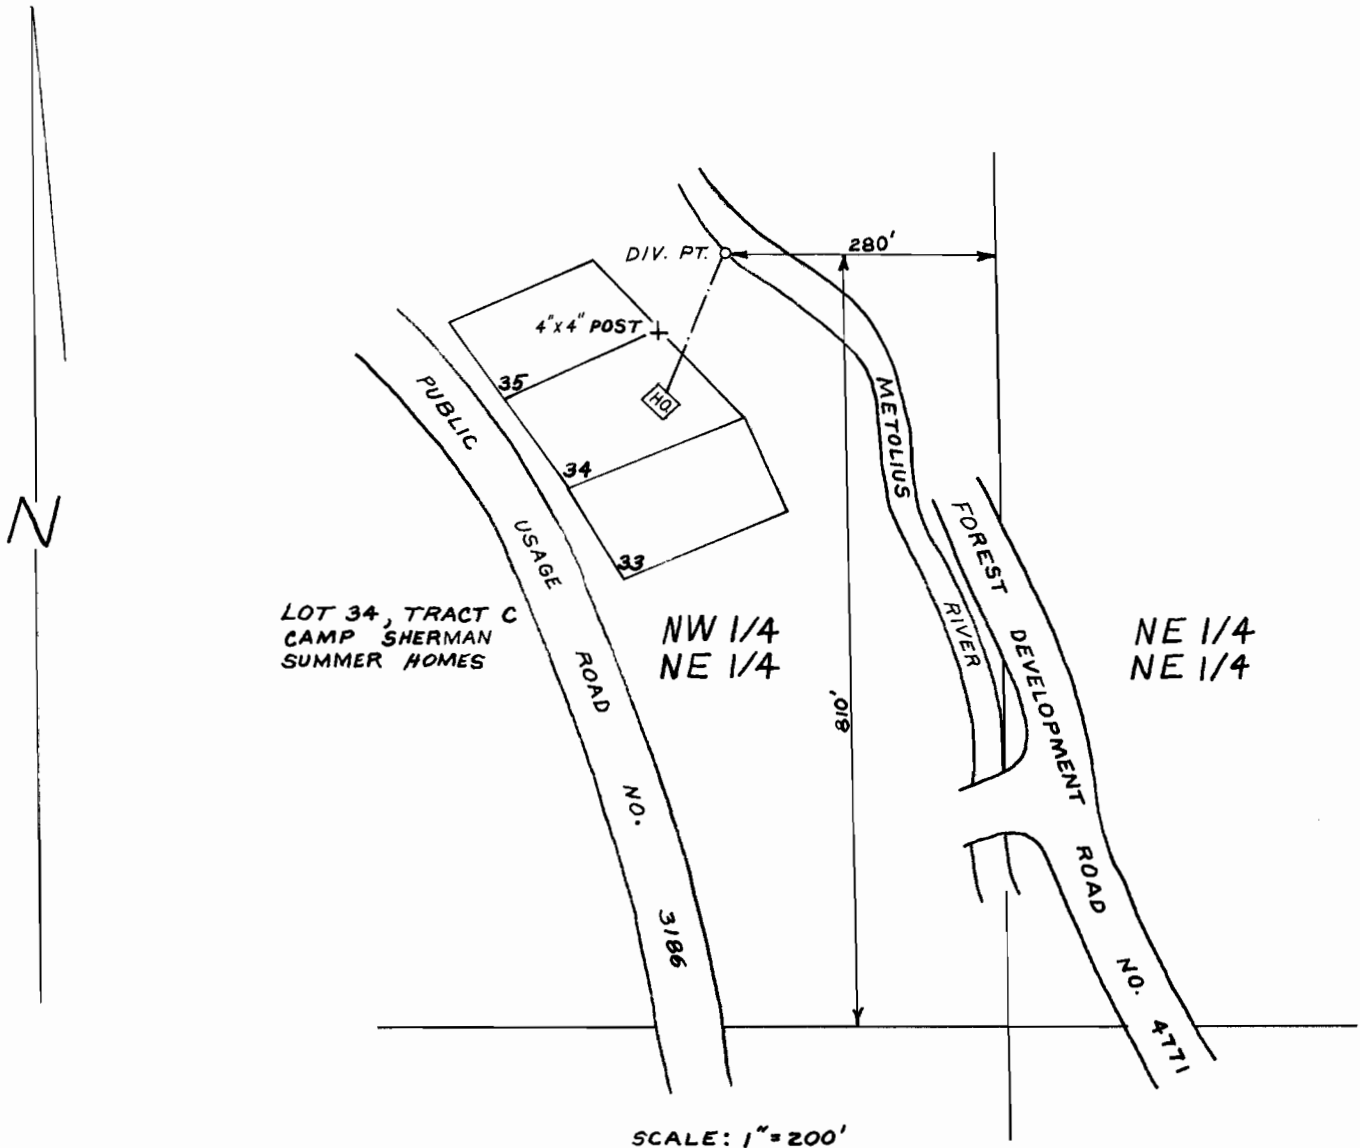 280'
DIV. PT.
4"x4" POST
35
HO.
34
33
PUBLIC USAGE ROAD NO. 3186
METOLIUS RIVER
FOREST DEVELOPMENT ROAD NO. 4771
N
LOT 34, TRACT C
CAMP SHERMAN
SUMMER HOMES
NW 1/4
NE 1/4
NE 1/4
NE 1/4
810'
SCALE: 1"=200'